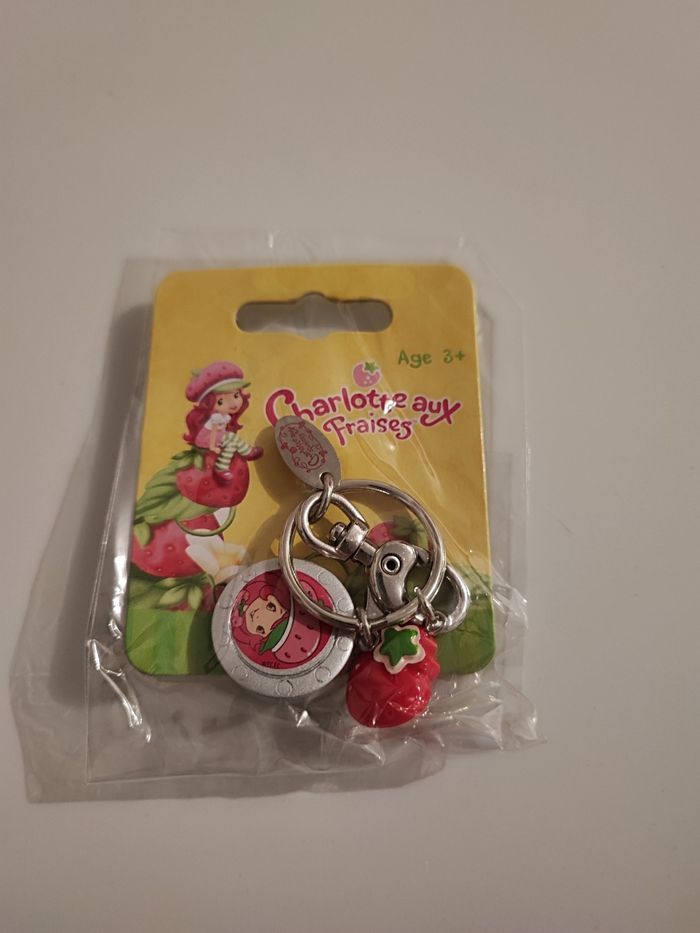 Age 3+
Charlotte aux
Fraises